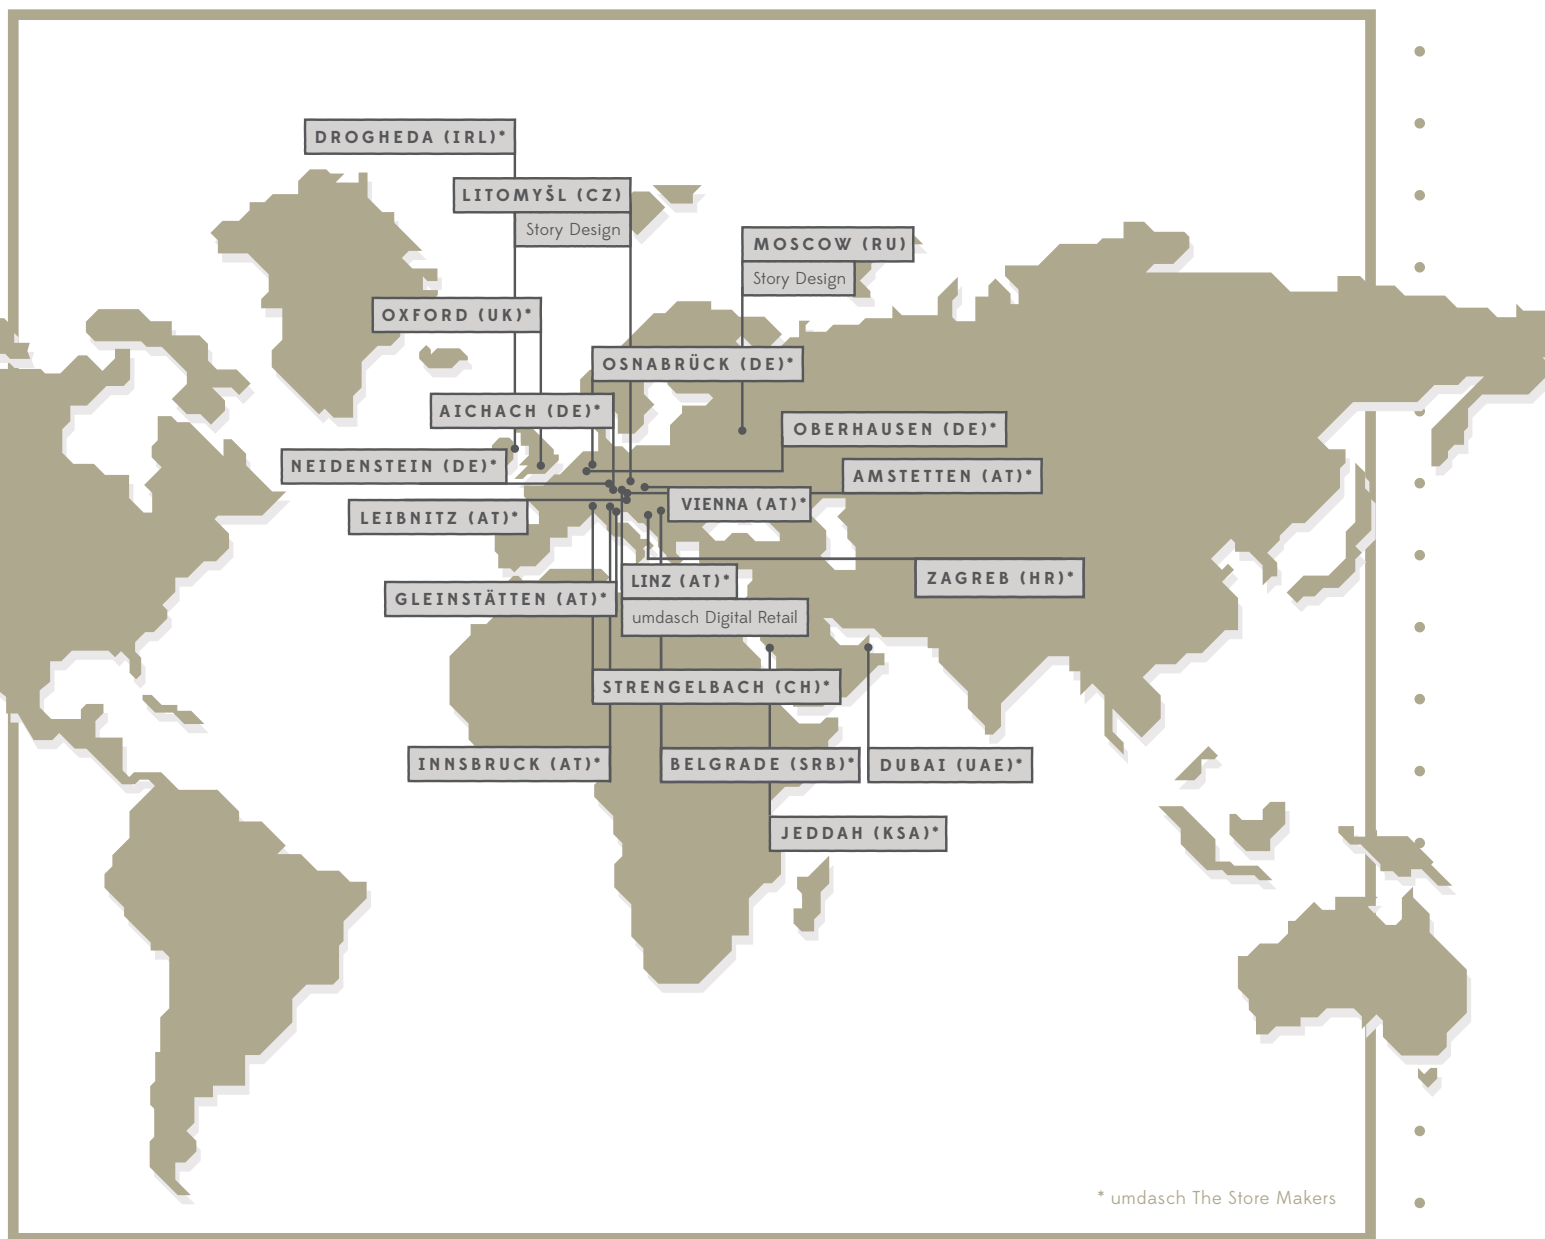 DROGHEDA (IRL)*
LITOMYŠL (CZ)
Story Design
MOSCOW (RU)
Story Design
OXFORD (UK)*
OSNABRÜCK (DE)*
AICHACH (DE)*
OBERHAUSEN (DE)*
NEIDENSTEIN (DE)*
AMSTETTEN (AT)*
VIENNA (AT)*
LEIBNITZ (AT)*
ZAGREB (HR)*
LINZ (AT)*
umdasch Digital Retail
GLEINSTÄTTEN (AT)*
STRENGELBACH (CH)*
INNSBRUCK (AT)*
BELGRADE (SRB)*
DUBAI (UAE)*
JEDDAH (KSA)*
* umdasch The Store Makers